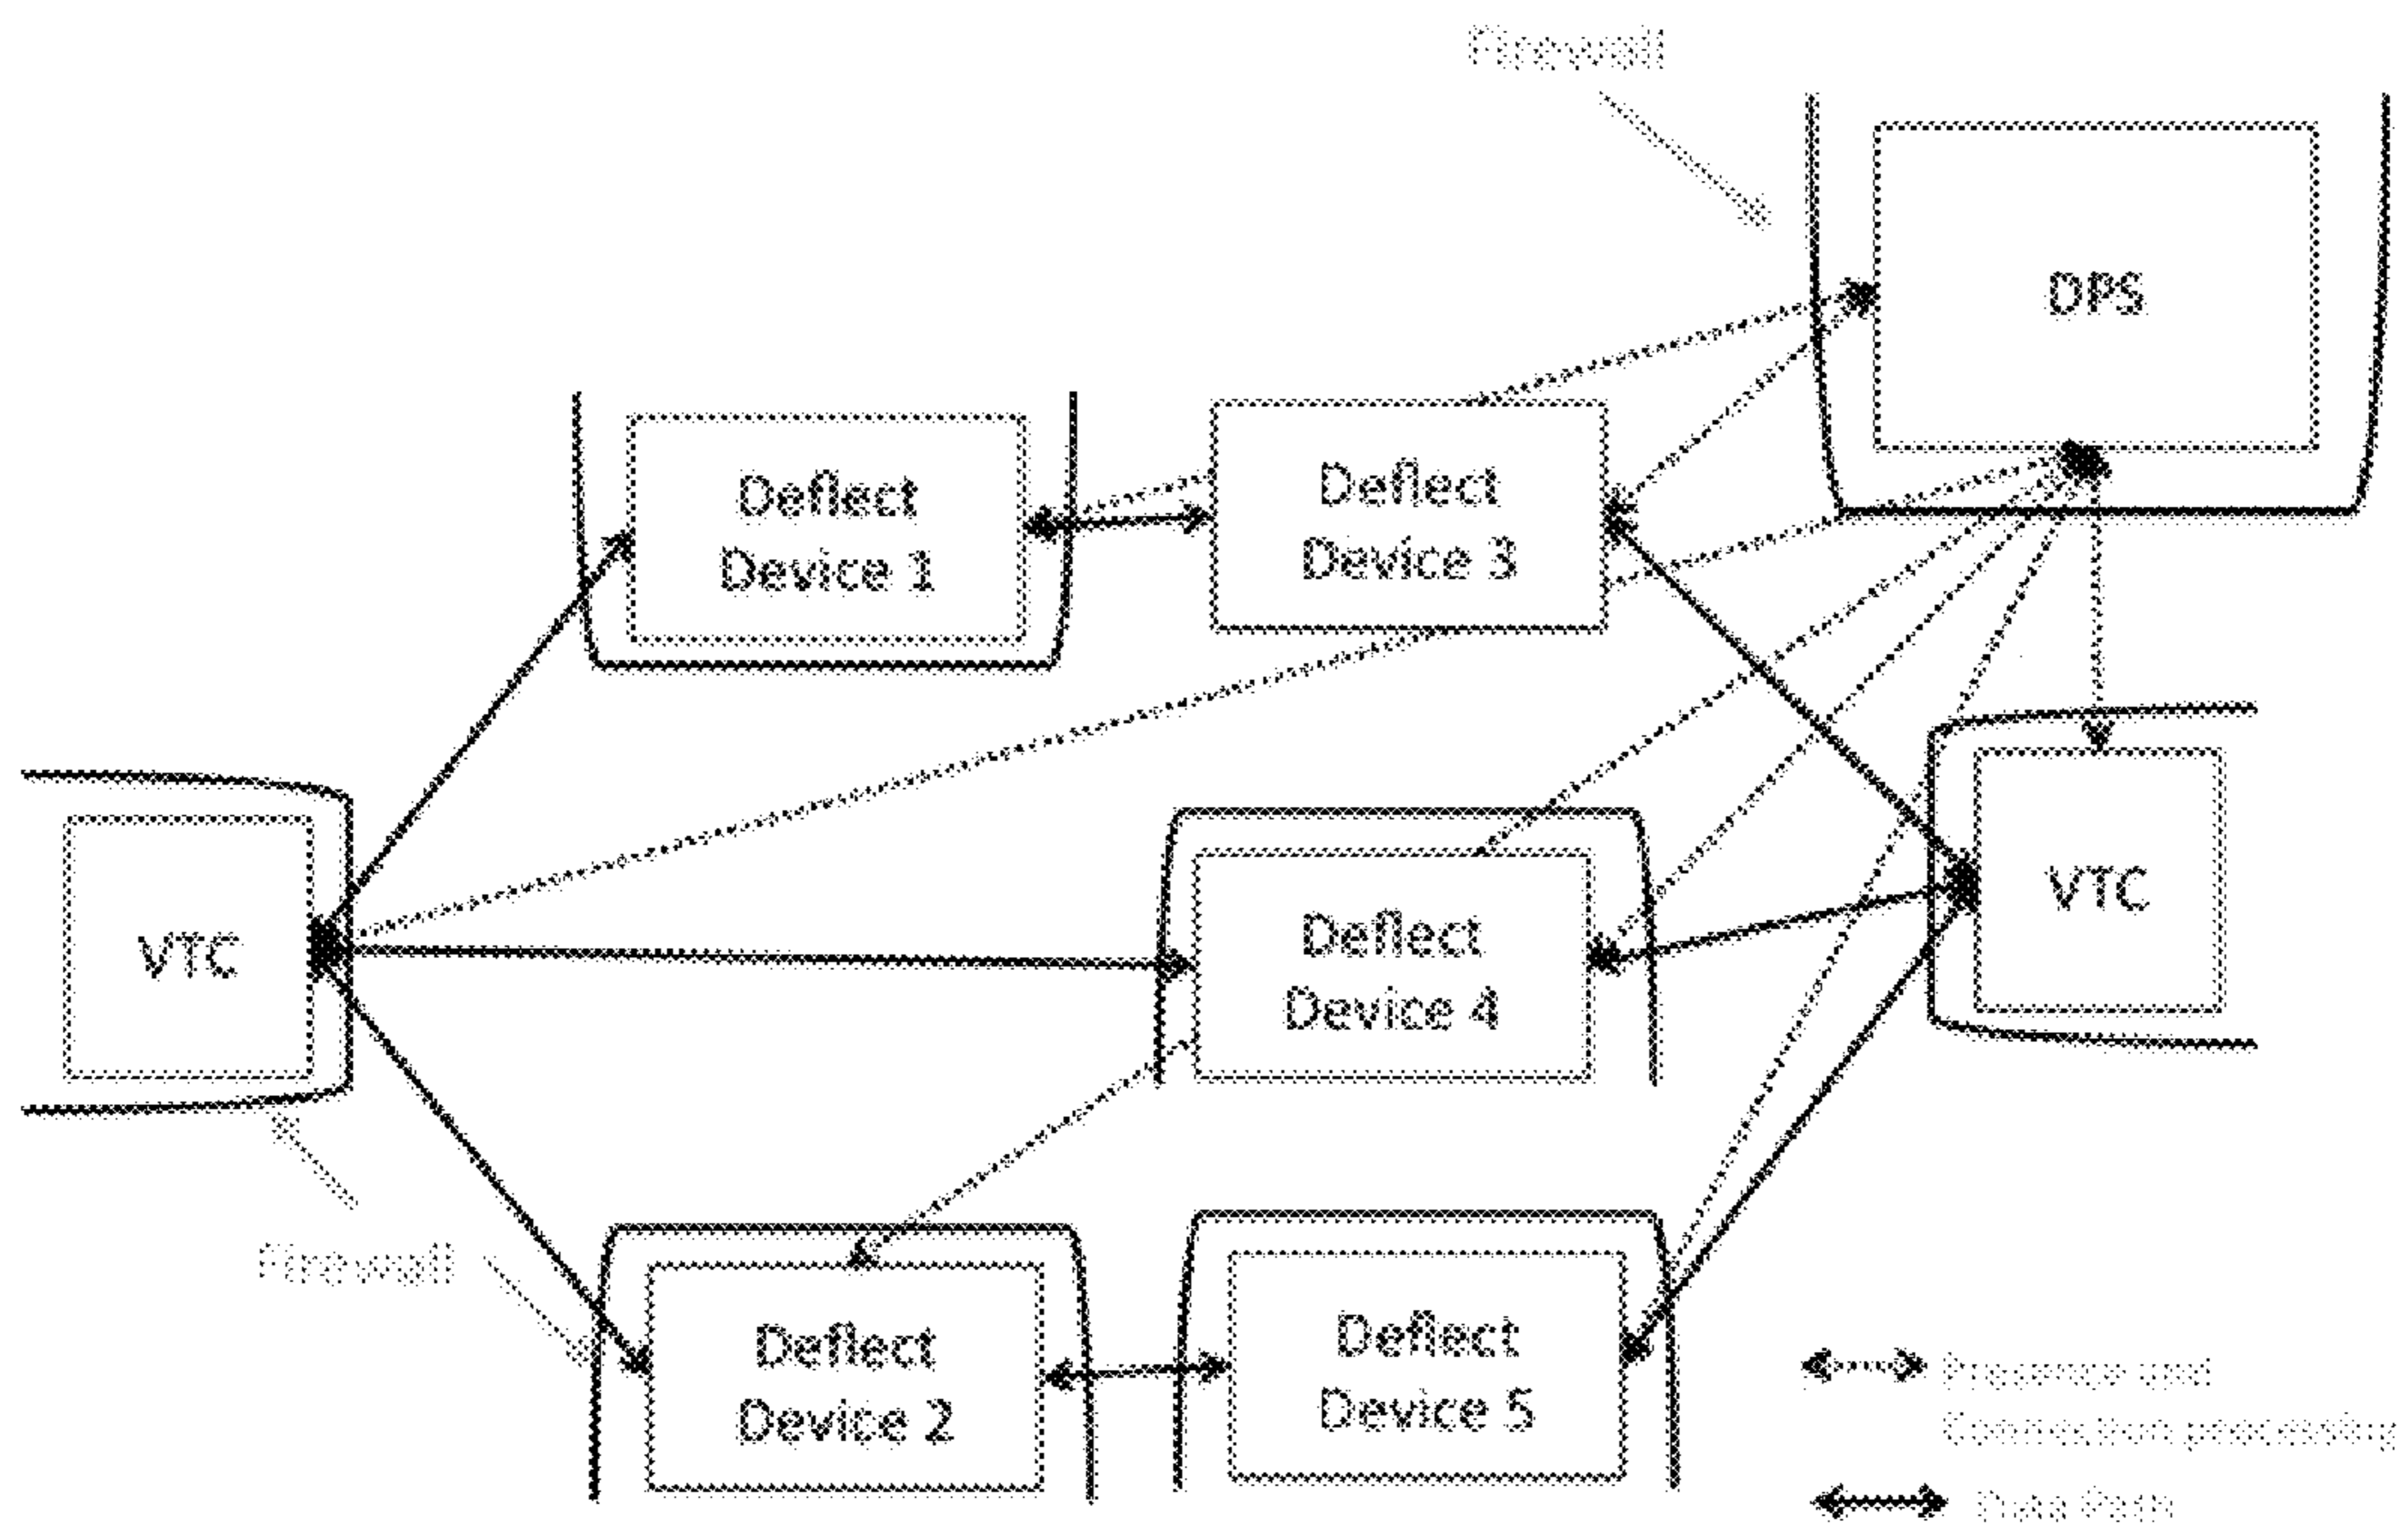 Firewall
DPS
Deflect
Device 1
Deflect
Device 3
VTC
Deflect
Device 4
VTC
Firewall
Deflect
Device 2
Deflect
Device 5
Presence and
Connection processing
Data Path